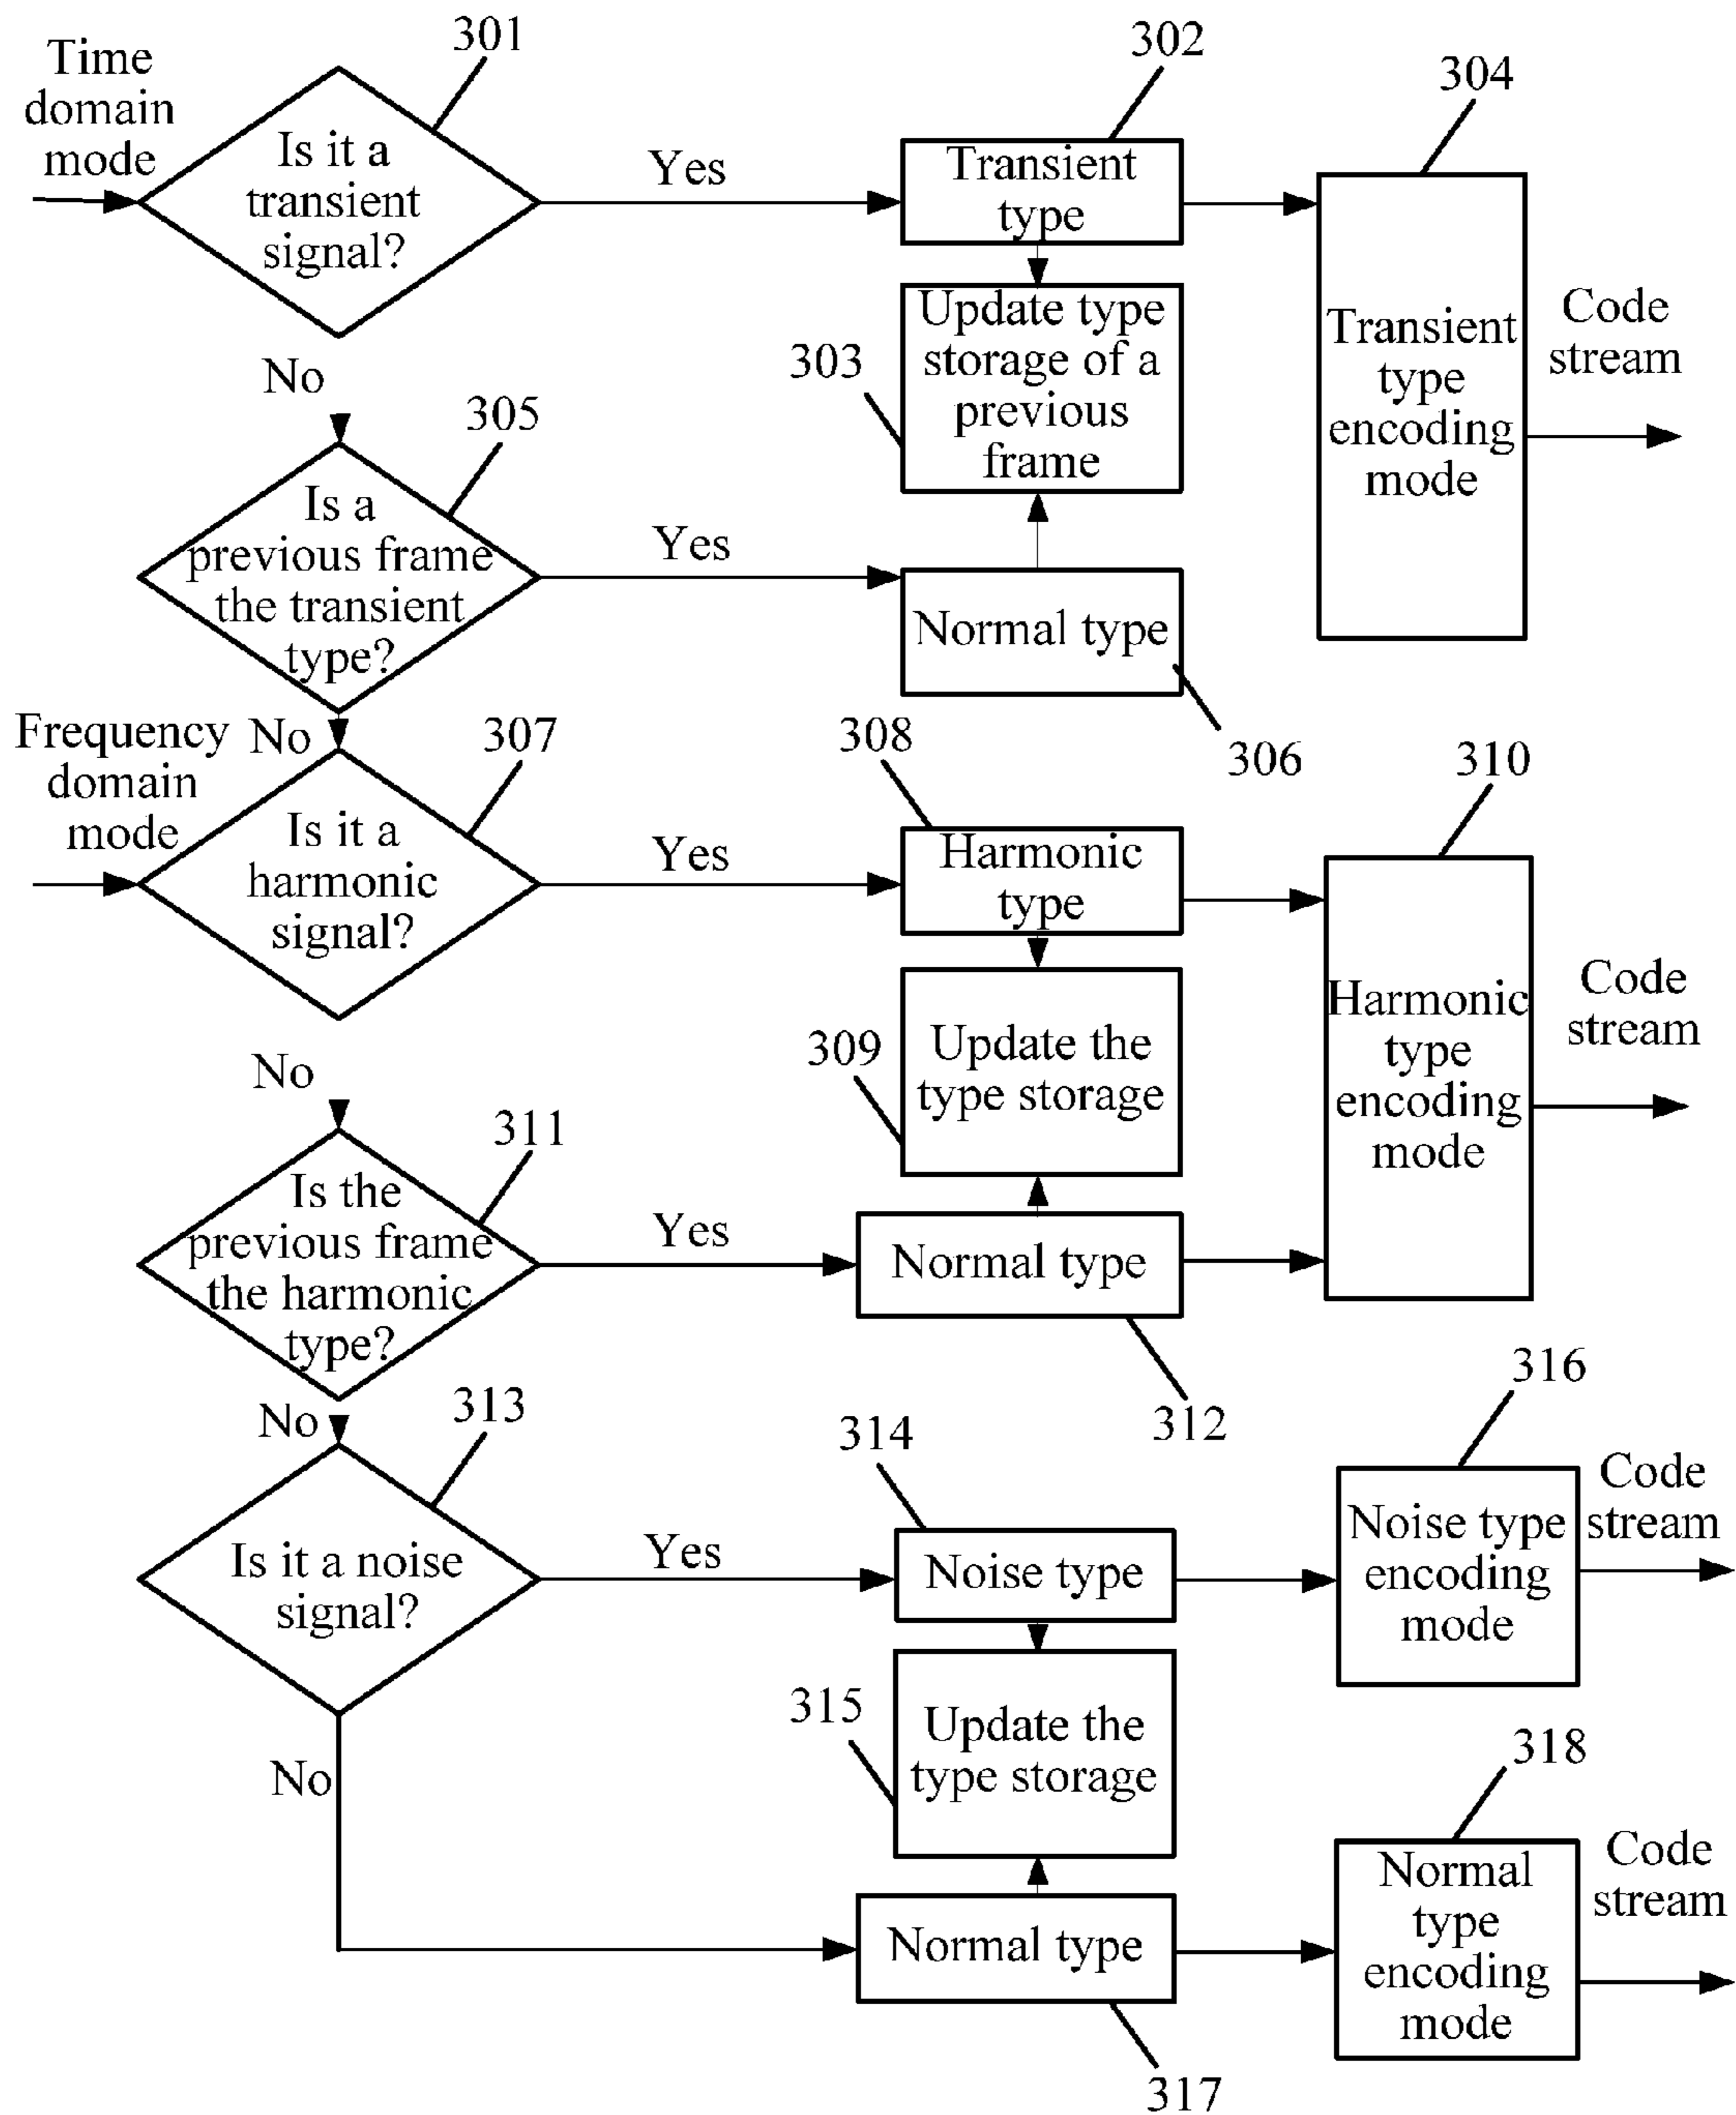 Time
domain
mode
301
Is it a
transient
signal?
Yes
302
Transient
type
304
Transient
type
encoding
mode
Code
stream
303
Update type
storage of a
previous
frame
No
305
Is a
previous frame
the transient
type?
Yes
Normal type
306
Frequency
domain
mode
No
307
Is it a
harmonic
signal?
Yes
308
Harmonic
type
310
Harmonic
type
encoding
mode
Code
stream
309
Update the
type storage
No
311
Is the
previous frame
the harmonic
type?
Yes
Normal type
312
No
313
Is it a noise
signal?
Yes
314
Noise type
316
Noise type
encoding
mode
Code
stream
315
Update the
type storage
No
Normal type
317
318
Normal
type
encoding
mode
Code
stream